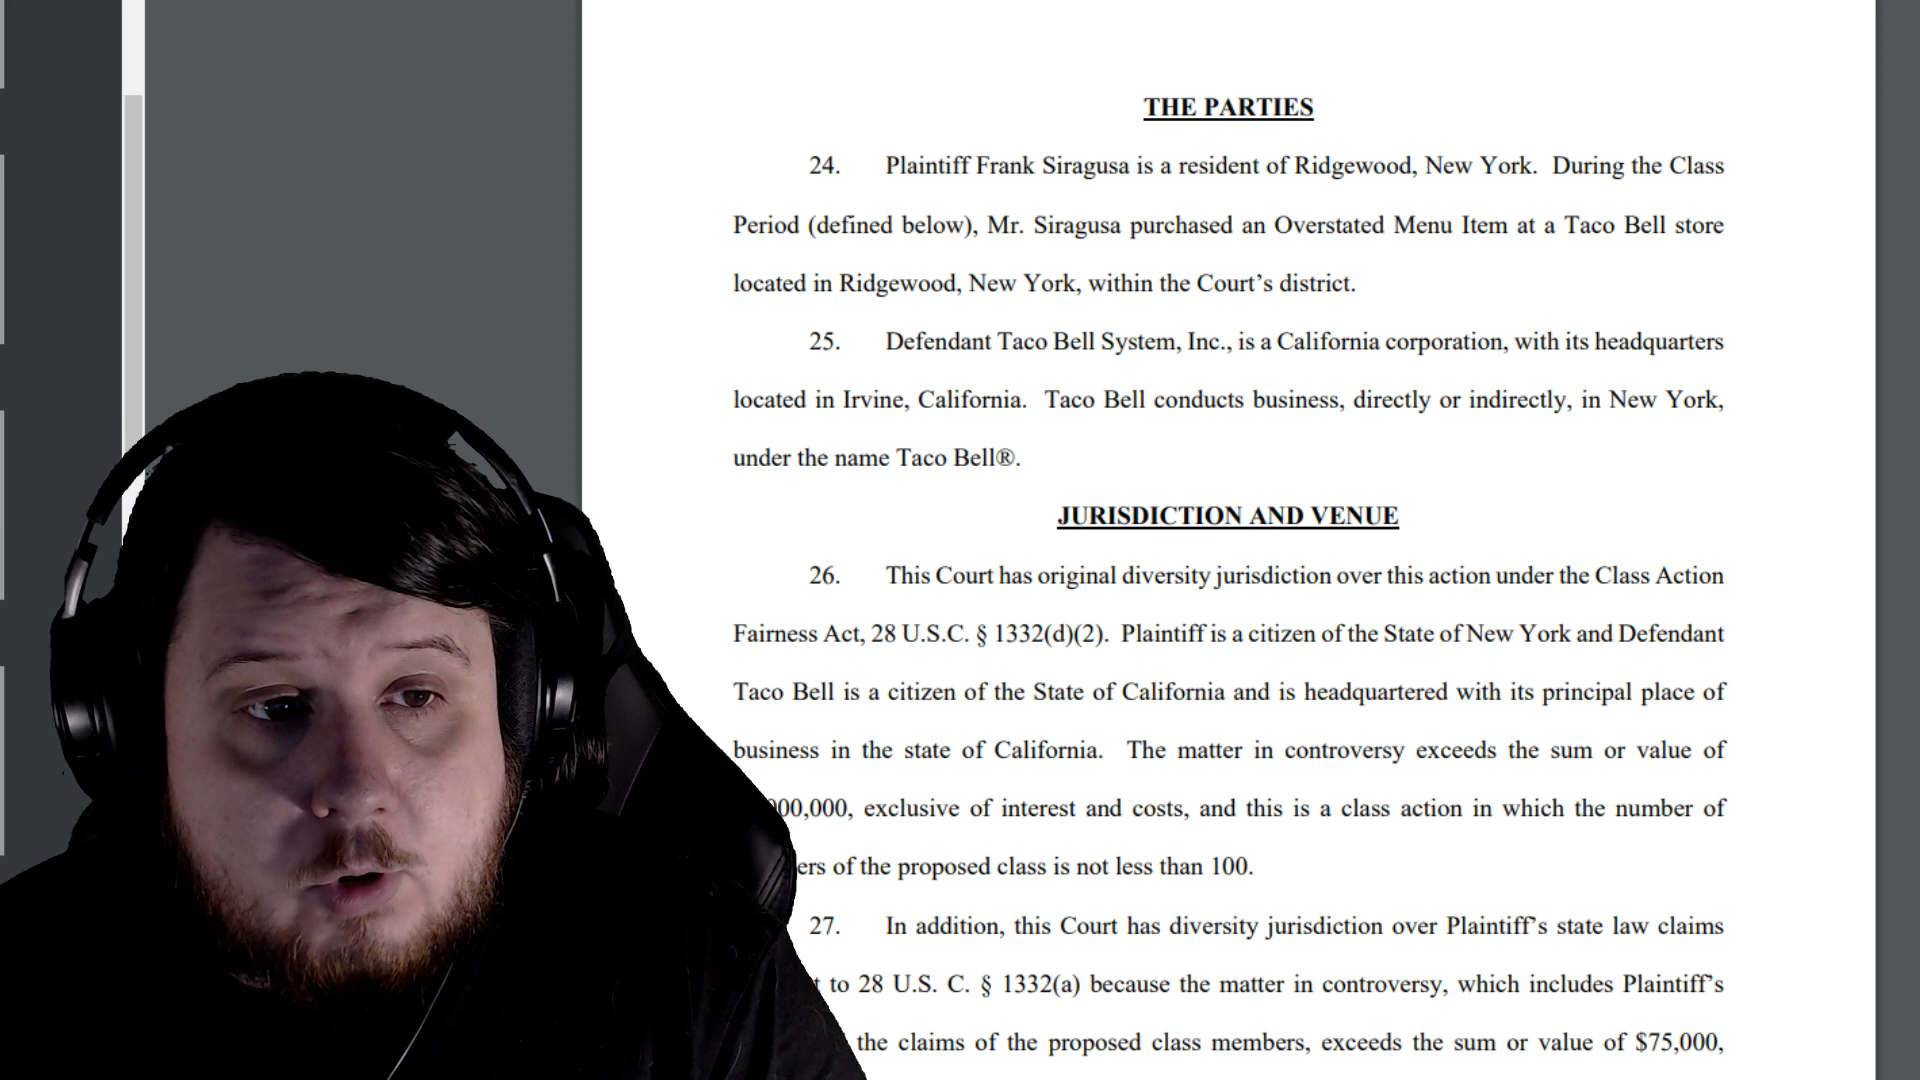 THE PARTIES
24. Plaintiff Frank Siragusa is a resident of Ridgewood, New York. During the Class
Period (defined below), Mr. Siragusa purchased an Overstated Menu Item at a Taco Bell store
located in Ridgewood, New York, within the Court’s district.
25. Defendant Taco Bell System, Inc., is a California corporation, with its headquarters
located in Irvine, California. Taco Bell conducts business, directly or indirectly, in New York,
under the name Taco Bell®.
JURISDICTION AND VENUE
26. This Court has original diversity jurisdiction over this action under the Class Action
Fairness Act, 28 U.S.C. § 1332(d)(2). Plaintiff is a citizen of the State of New York and Defendant
Taco Bell is a citizen of the State of California and is headquartered with its principal place of
business in the state of California. The matter in controversy exceeds the sum or value of
exclusive of interest and costs, and this is a class action in which the number of
of the proposed class is not less than 100.
27. In addition, this Court has diversity jurisdiction over Plaintiff’s state law claims
to 28 U.S. C. § 1332(a) because the matter in controversy, which includes Plaintiff’s
the claims of the proposed class members, exceeds the sum or value of $75,000,